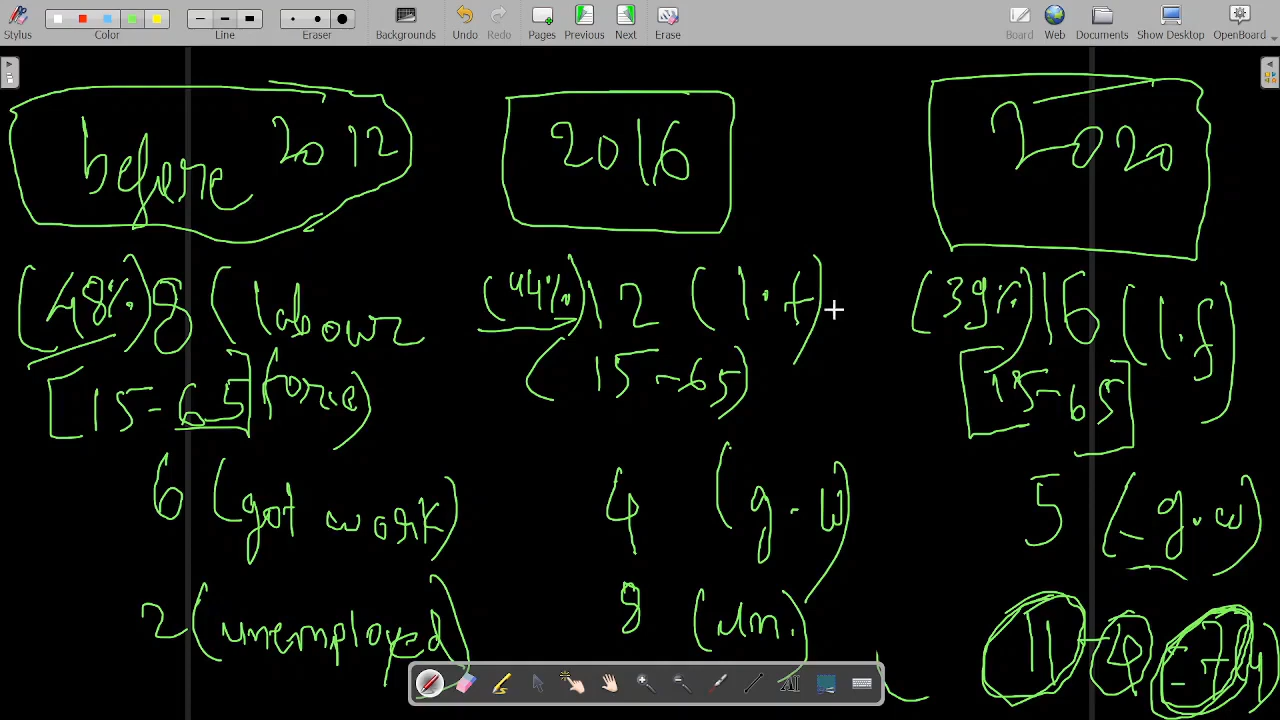 Stylus Color Line Eraser Backgrounds Undo Redo Pages Previous Next Erase Board Web Documents Show Desktop OpenBoard
before 2012
2016
2020
(48%) 8 (labour
[15-65] force)
6 (got work)
2 (unemployed)
(44%) 12 (l.f)
(15-65)
4 (g.w)
8 (un.)
(39%) 16 (l.f)
[15-65]
5 (g.w)
11-4=7